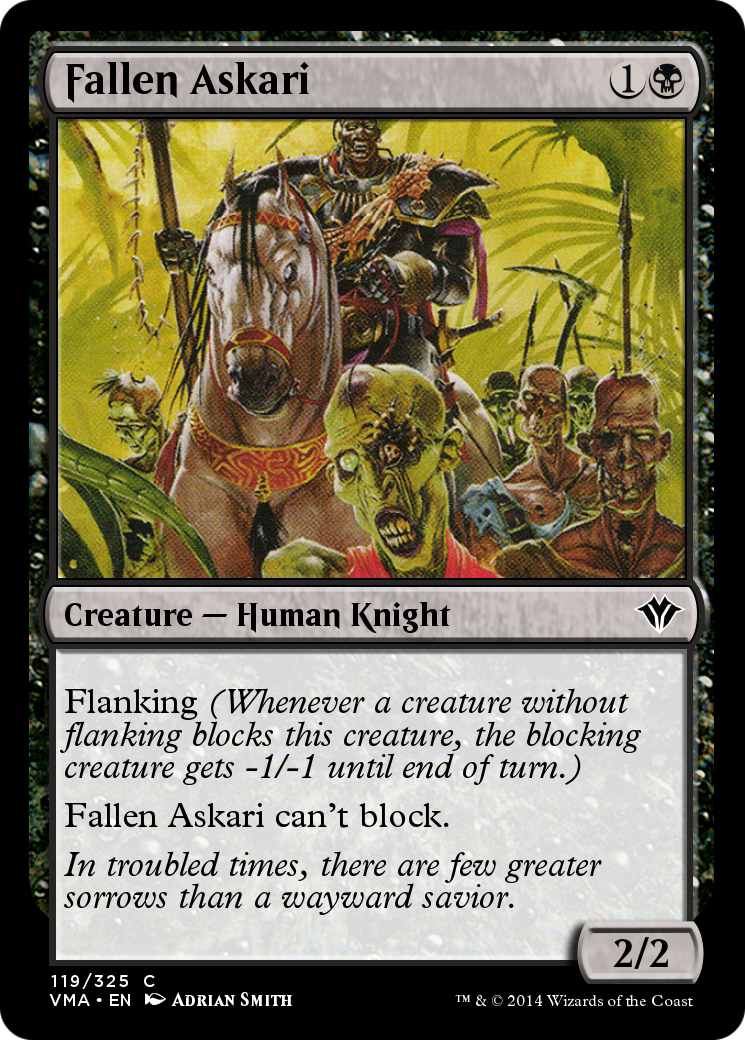 Fallen Askari 1
Creature — Human Knight
Flanking (Whenever a creature without
flanking blocks this creature, the blocking
creature gets -1/-1 until end of turn.)
Fallen Askari can't block.
In troubled times, there are few greater
sorrows than a wayward savior.
2/2
119/325 C
VMA • EN Adrian Smith
™ & © 2014 Wizards of the Coast